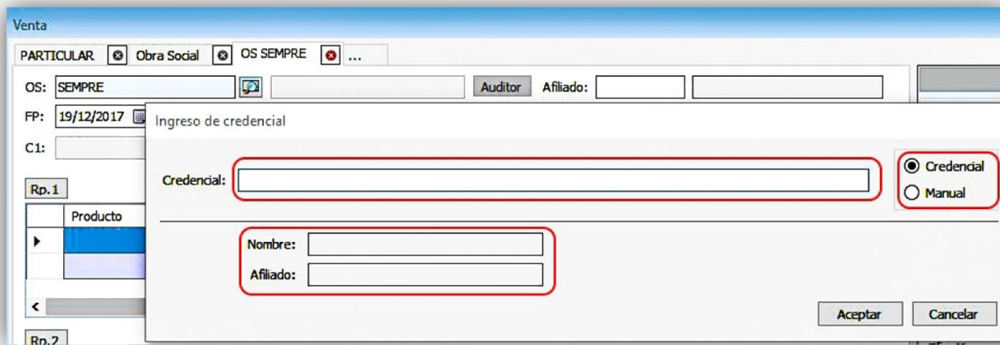 Venta
PARTICULAR Obra Social OS SEMPRE ...
OS: SEMPRE Auditor Afiliado:
FP: 19/12/2017
Ingreso de credencial
C1:
Credencial:
Credencial
Manual
Rp.1
Producto
Nombre:
Afiliado:
Aceptar Cancelar
Rp.2